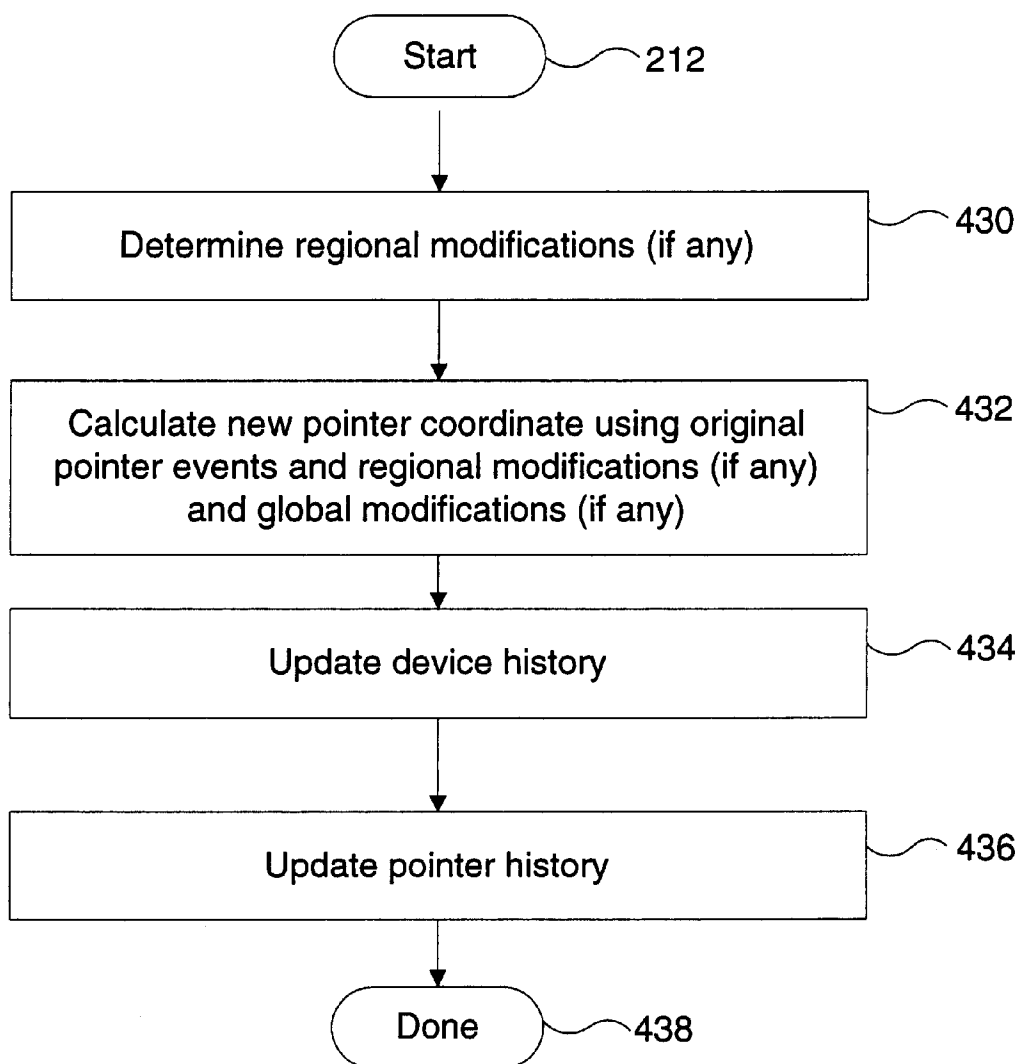 Start
212
Determine regional modifications (if any)
430
Calculate new pointer coordinate using original
pointer events and regional modifications (if any)
and global modifications (if any)
432
Update device history
434
Update pointer history
436
Done
438